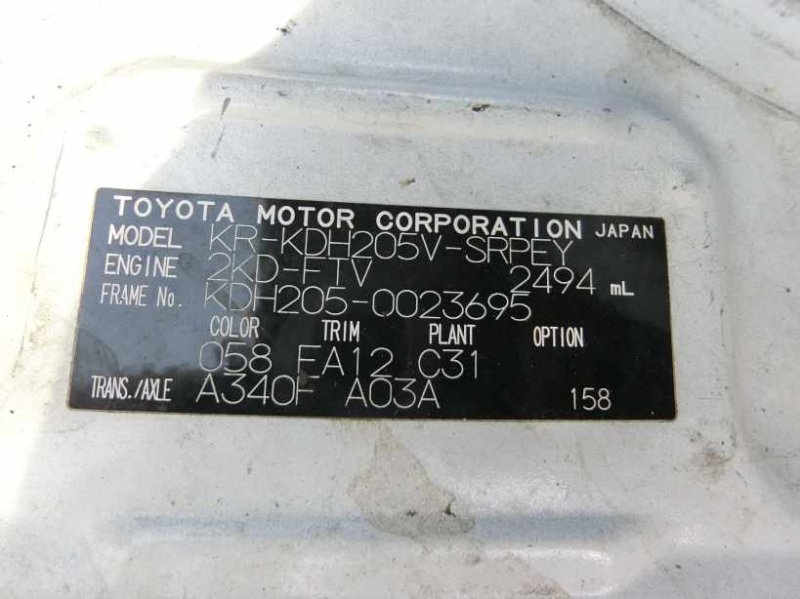 TOYOTA MOTOR CORPORATION JAPAN
MODEL KR-KDH205V-SRPEY
ENGINE 2KD-FTV 2494 mL
FRAME No. KDH205-0023695
COLOR TRIM PLANT OPTION
058 FA12 C31
TRANS./AXLE A340F A03A 158